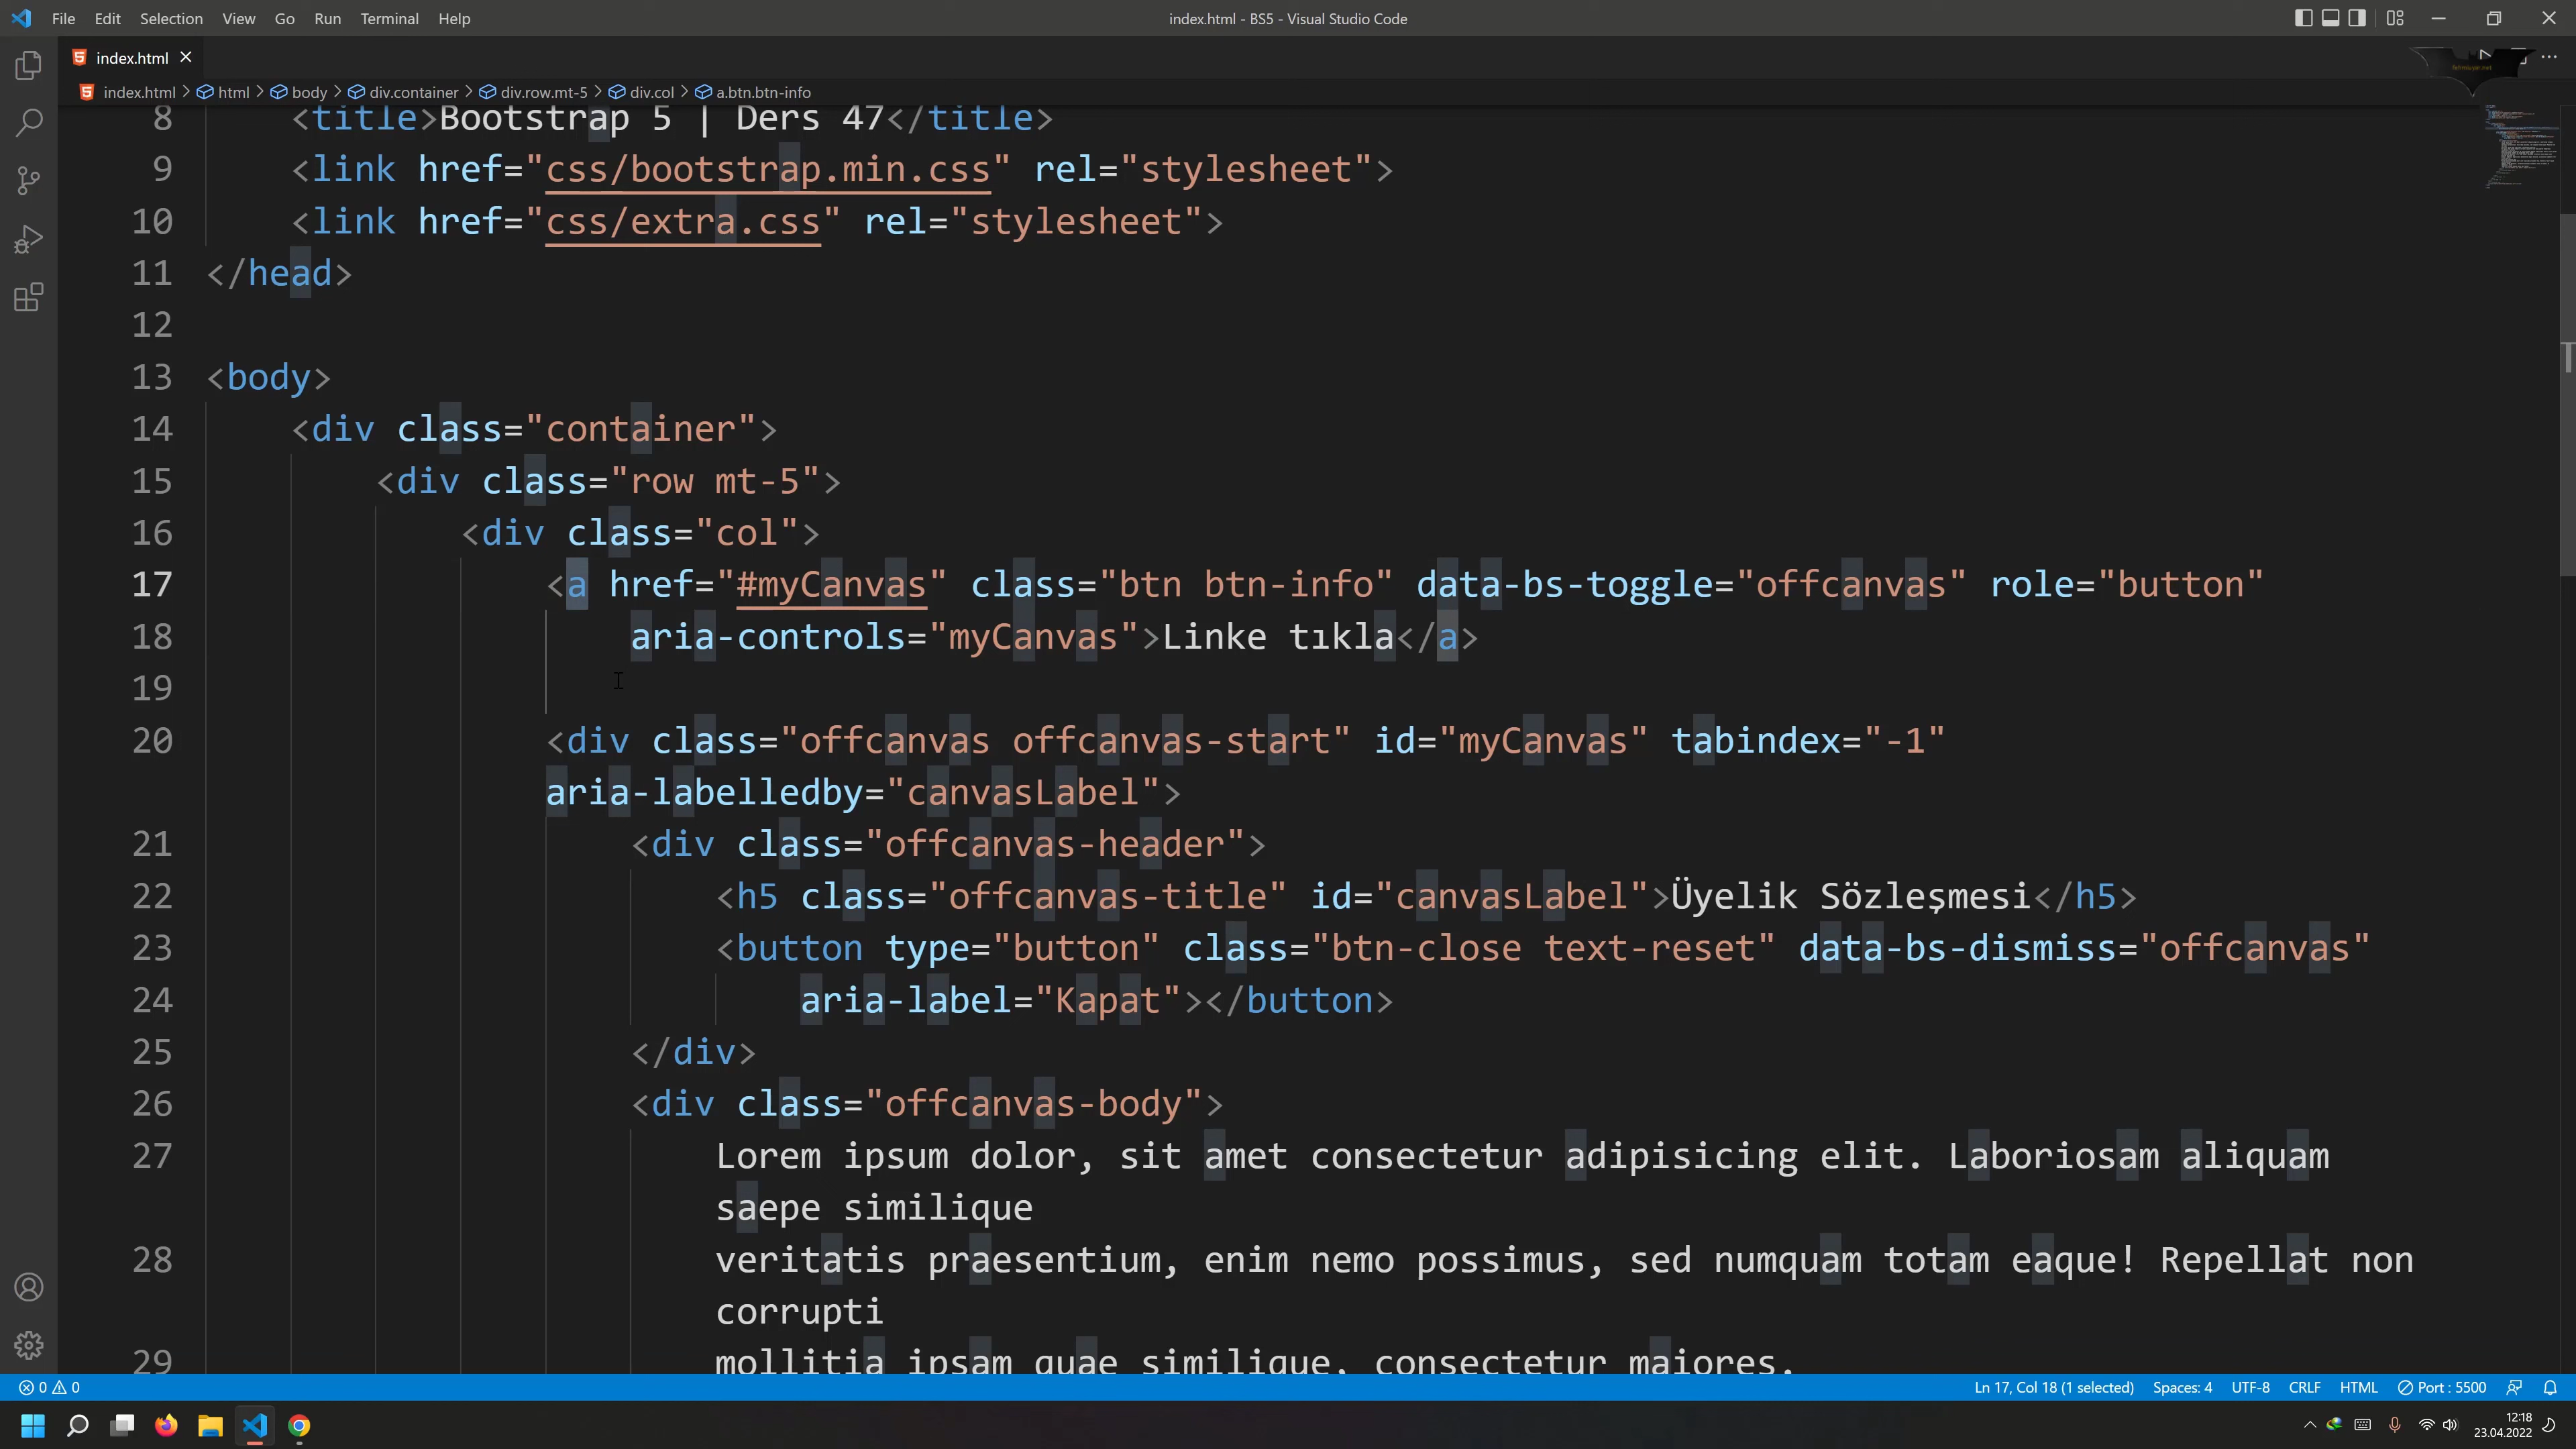 File Edit Selection View Go Run Terminal Help
index.html - BS5 - Visual Studio Code
index.html
index.html > html > body > div.container > div.row.mt-5 > div.col > a.btn.btn-info
8 <title>Bootstrap 5 | Ders 47</title>
9 <link href="css/bootstrap.min.css" rel="stylesheet">
10 <link href="css/extra.css" rel="stylesheet">
11 </head>
12
13 <body>
14 <div class="container">
15 <div class="row mt-5">
16 <div class="col">
17 <a href="#myCanvas" class="btn btn-info" data-bs-toggle="offcanvas" role="button"
18 aria-controls="myCanvas">Linke tıkla</a>
19
20 <div class="offcanvas offcanvas-start" id="myCanvas" tabindex="-1"
aria-labelledby="canvasLabel">
21 <div class="offcanvas-header">
22 <h5 class="offcanvas-title" id="canvasLabel">Üyelik Sözleşmesi</h5>
23 <button type="button" class="btn-close text-reset" data-bs-dismiss="offcanvas"
24 aria-label="Kapat"></button>
25 </div>
26 <div class="offcanvas-body">
27 Lorem ipsum dolor, sit amet consectetur adipisicing elit. Laboriosam aliquam
saepe similique
28 veritatis praesentium, enim nemo possimus, sed numquam totam eaque! Repellat non
corrupti
29 mollitia ipsam quae similique, consectetur maiores.
0 0
Ln 17, Col 18 (1 selected) Spaces: 4 UTF-8 CRLF HTML Port : 5500
12:18
23.04.2022